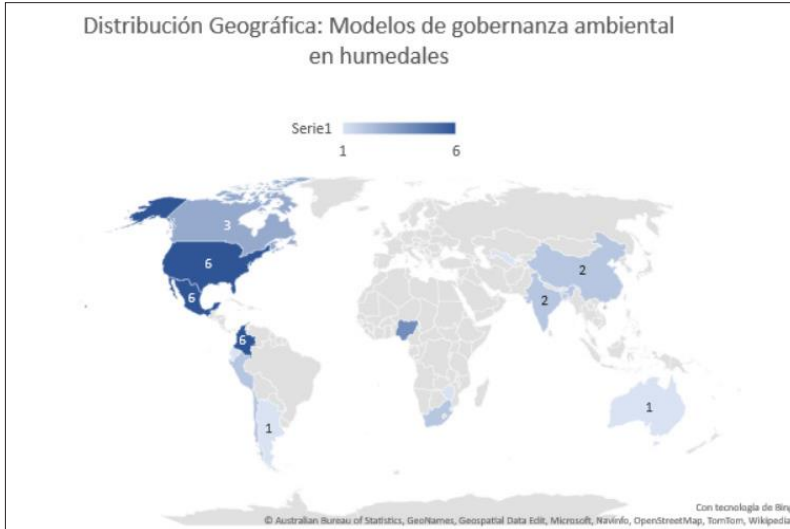 Distribución Geográfica: Modelos de gobernanza ambiental
en humedales
Serie1
1 6
3
6
6
6
2
2
1
1
Con tecnología de Bing
© Australian Bureau of Statistics, GeoNames, Geospatial Data Edit, Microsoft, Navinfo, OpenStreetMap, TomTom, Wikipedia